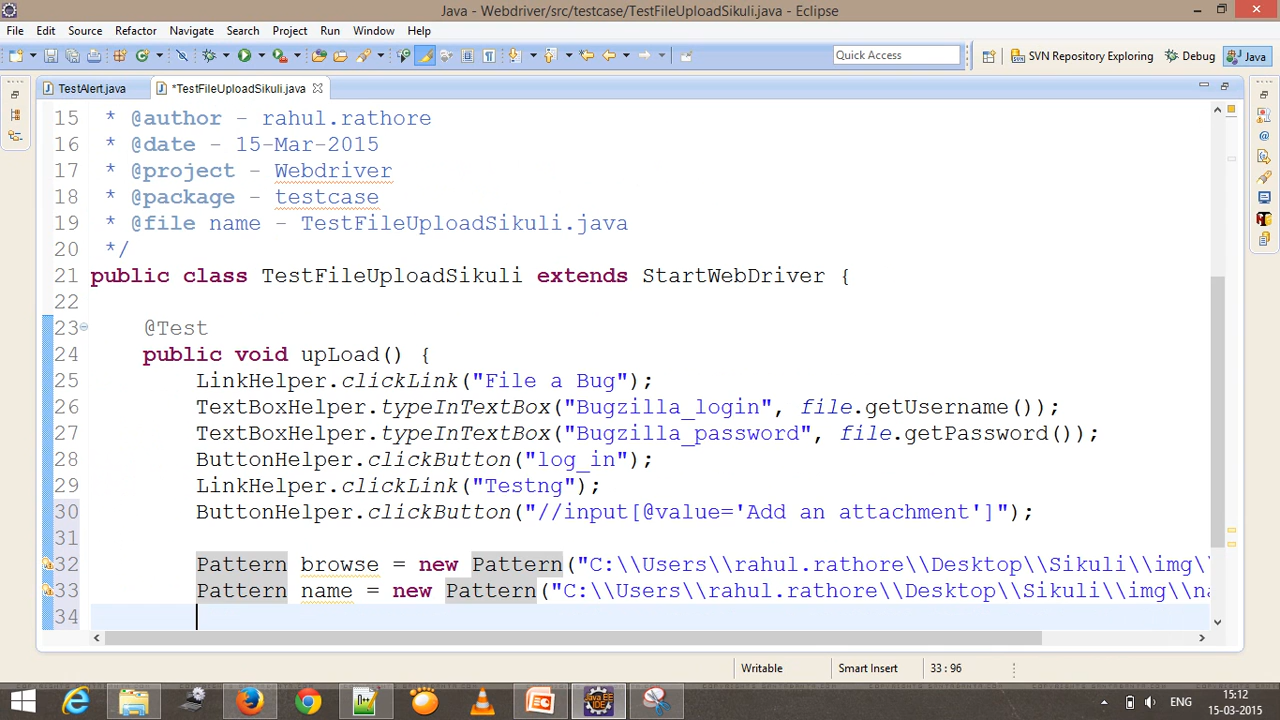 Java - Webdriver/src/testcase/TestFileUploadSikuli.java - Eclipse
File Edit Source Refactor Navigate Search Project Run Window Help
Quick Access SVN Repository Exploring Debug Java
TestAlert.java *TestFileUploadSikuli.java
15 * @author - rahul.rathore
16 * @date - 15-Mar-2015
17 * @project - Webdriver
18 * @package - testcase
19 * @file name - TestFileUploadSikuli.java
20 */
21 public class TestFileUploadSikuli extends StartWebDriver {
22
23 @Test
24 public void upLoad() {
25 LinkHelper.clickLink("File a Bug");
26 TextBoxHelper.typeInTextBox("Bugzilla_login", file.getUsername());
27 TextBoxHelper.typeInTextBox("Bugzilla_password", file.getPassword());
28 ButtonHelper.clickButton("log_in");
29 LinkHelper.clickLink("Testng");
30 ButtonHelper.clickButton("//input[@value='Add an attachment']");
31
32 Pattern browse = new Pattern("C:\\Users\\rahul.rathore\\Desktop\\Sikuli\\img\
33 Pattern name = new Pattern("C:\\Users\\rahul.rathore\\Desktop\\Sikuli\\img\\na
34
Writable Smart Insert 33 : 96
ENG 15:12
15-03-2015